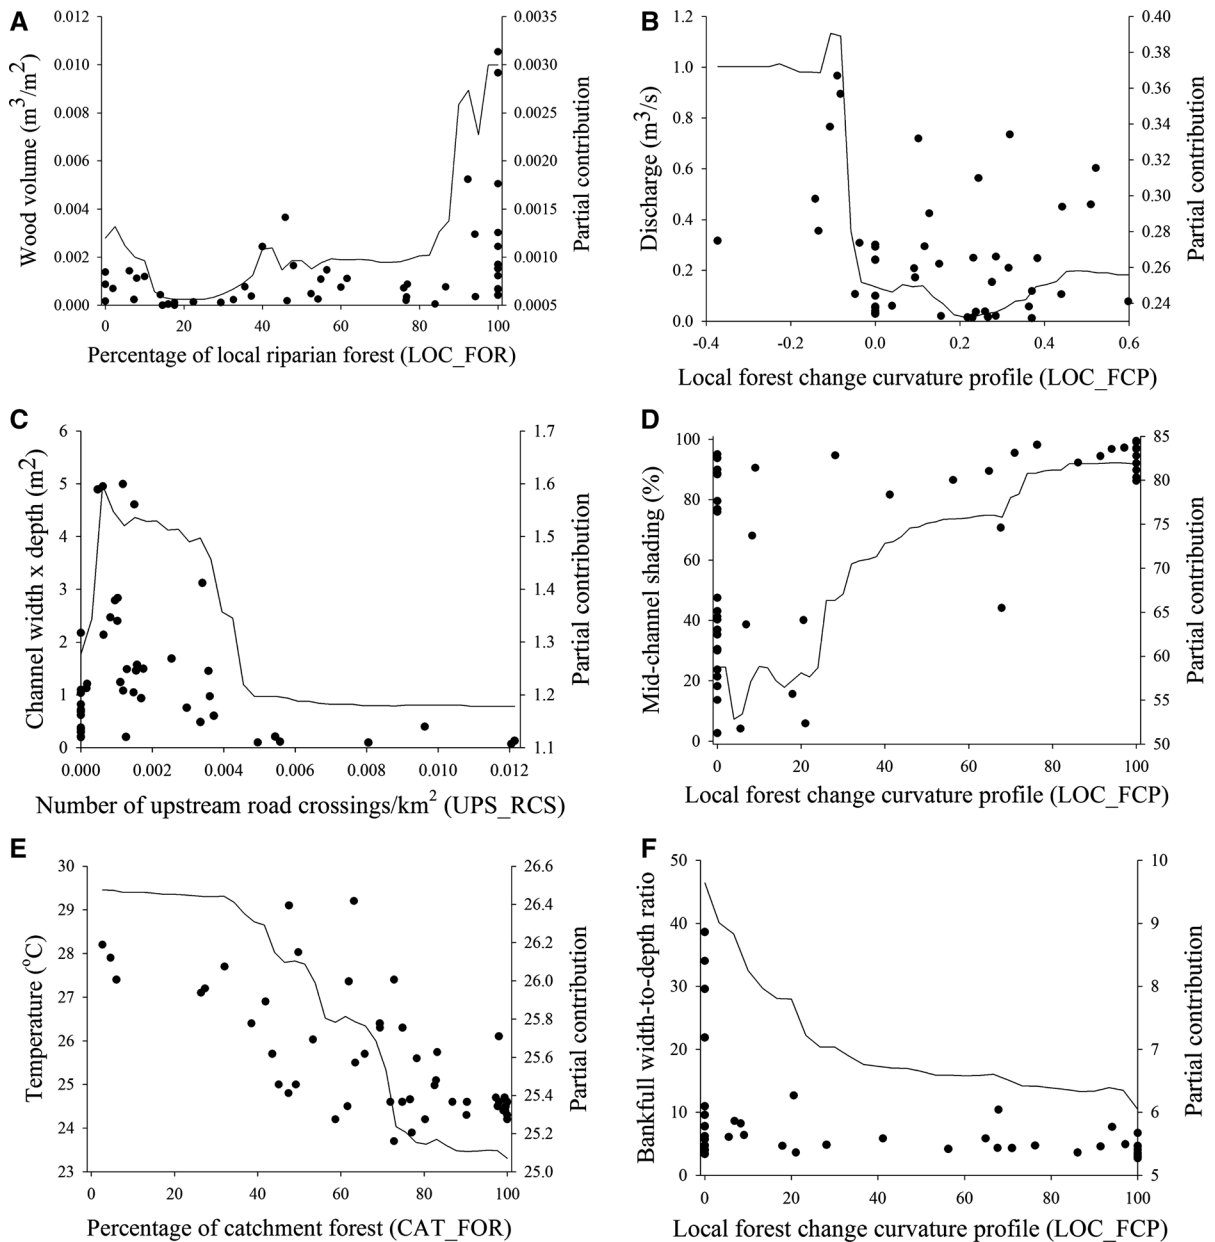 A
Wood volume (m3/m2)
0.012
0.010
0.008
0.006
0.004
0.002
0.000
0.0035
0.0030
0.0025
0.0020
0.0015
0.0010
0.0005
Partial contribution
0 20 40 60 80 100
Percentage of local riparian forest (LOC_FOR)
B
Discharge (m3/s)
1.2
1.0
0.8
0.6
0.4
0.2
0.0
0.40
0.38
0.36
0.34
0.32
0.30
0.28
0.26
0.24
Partial contribution
-0.4 -0.2 0.0 0.2 0.4 0.6
Local forest change curvature profile (LOC_FCP)
C
Channel width x depth (m2)
6
5
4
3
2
1
0
1.7
1.6
1.5
1.4
1.3
1.2
1.1
Partial contribution
0.000 0.002 0.004 0.006 0.008 0.010 0.012
Number of upstream road crossings/km2 (UPS_RCS)
D
Mid-channel shading (%)
100
80
60
40
20
0
85
80
75
70
65
60
55
50
Partial contribution
0 20 40 60 80 100
Local forest change curvature profile (LOC_FCP)
E
Temperature (oC)
30
29
28
27
26
25
24
23
26.6
26.4
26.2
26.0
25.8
25.6
25.4
25.2
25.0
Partial contribution
0 20 40 60 80 100
Percentage of catchment forest (CAT_FOR)
F
Bankfull width-to-depth ratio
50
40
30
20
10
0
10
9
8
7
6
5
Partial contribution
0 20 40 60 80 100
Local forest change curvature profile (LOC_FCP)